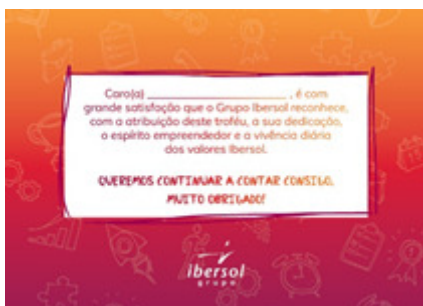 Caro(a) ______________________ , é com
grande satisfação que o Grupo Ibersol reconhece,
com a atribuição deste troféu, a sua dedicação,
o espírito empreendedor e a vivência diária
dos valores Ibersol.
QUEREMOS CONTINUAR A CONTAR CONSIGO.
MUITO OBRIGADO!
ibersol
grupo